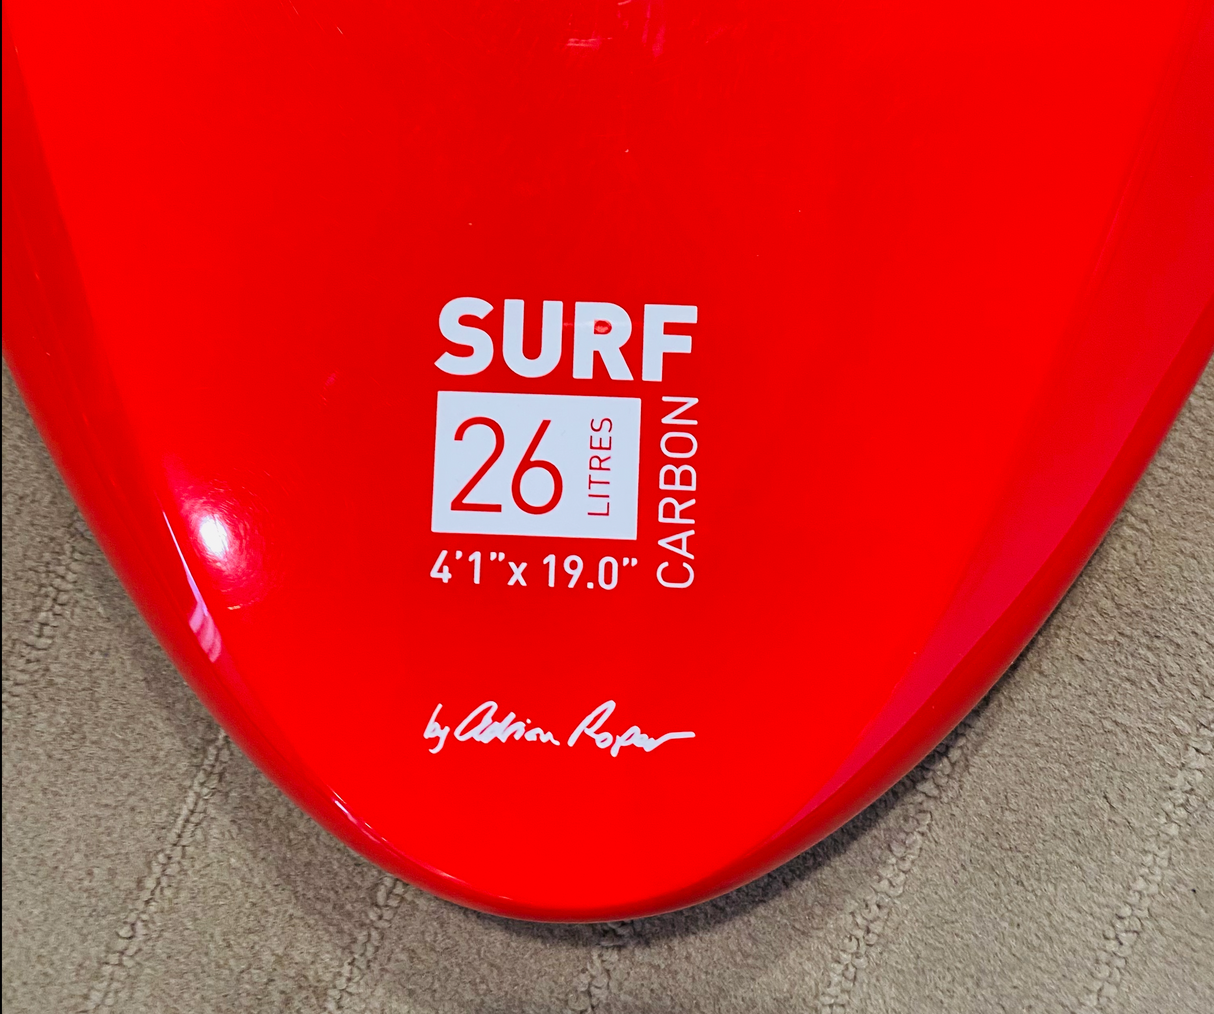 SURF
26 LITRES
CARBON
4'1"x 19.0"
by Adrian Roper